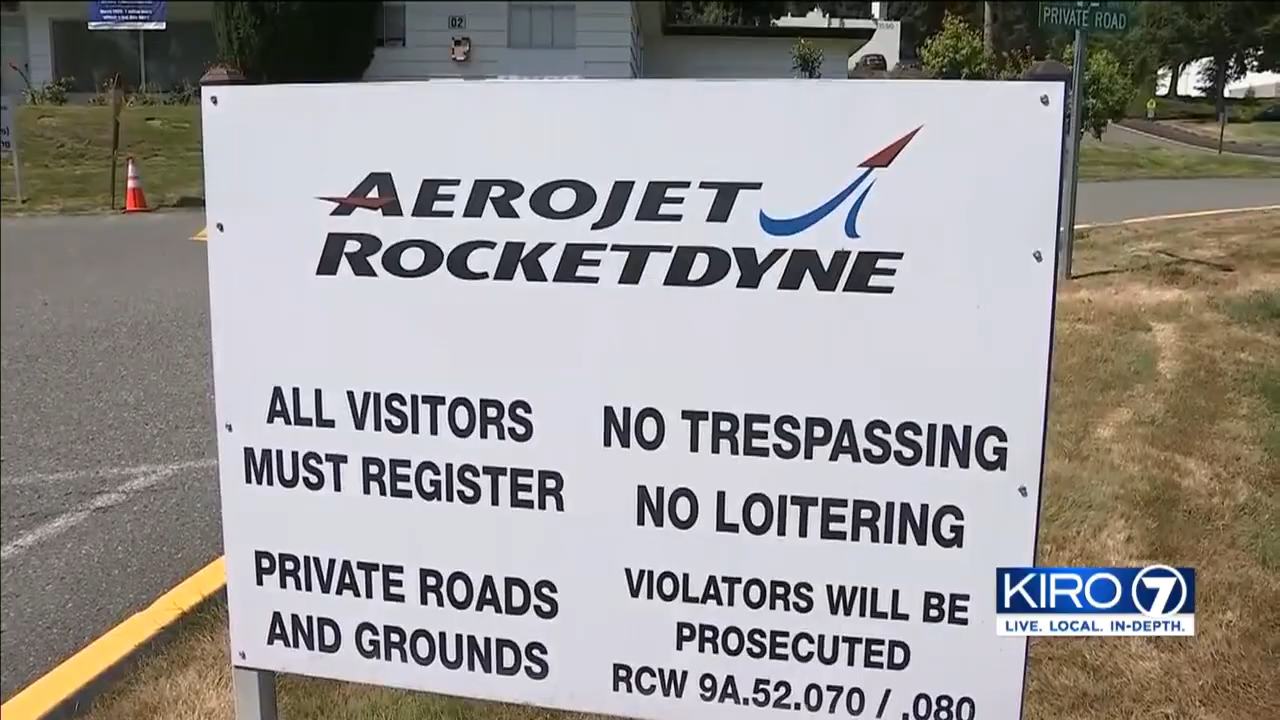 02
PRIVATE ROAD
AEROJET
ROCKETDYNE
ALL VISITORS
MUST REGISTER
PRIVATE ROADS
AND GROUNDS
NO TRESPASSING
NO LOITERING
VIOLATORS WILL BE
PROSECUTED
RCW 9A.52.070 / .080
KIRO 7
LIVE. LOCAL. IN-DEPTH.